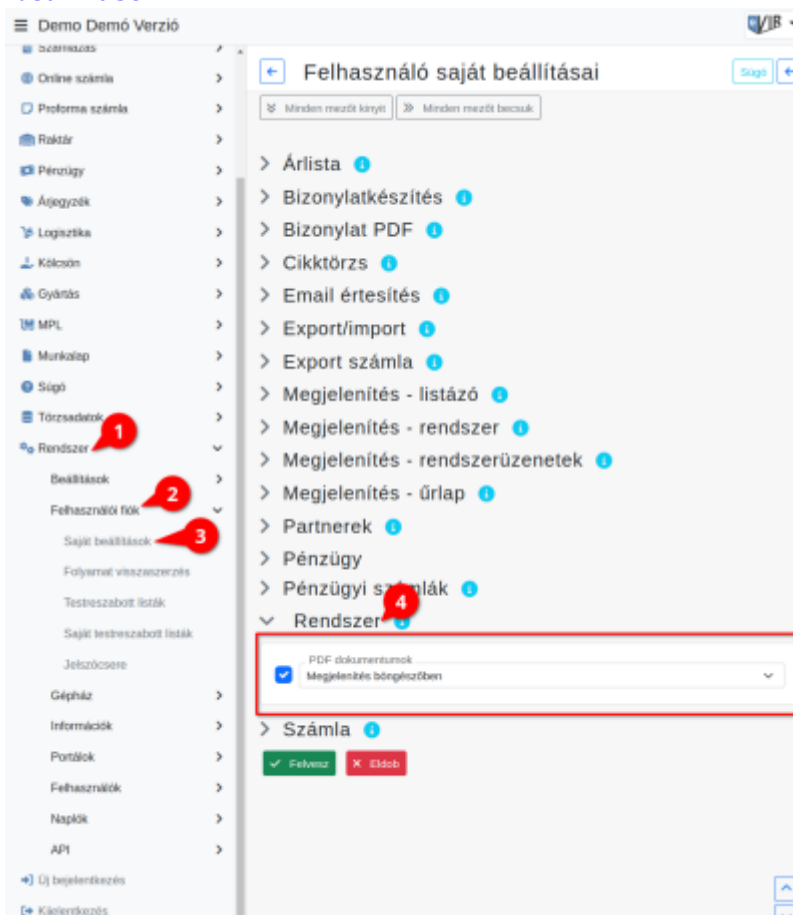 Demo Demó Verzió
Számlázás
Online számla
Proforma számla
Raktár
Pénzügy
Árjegyzék
Logisztika
Kölcsön
Gyártás
MPL
Munkalap
Súgó
Törzsadatok
1
Rendszer
Beállítások
2
Felhasználói fiók
Saját beállítások
3
Folyamat visszaszerzés
Testreszabott listák
Saját testreszabott listák
Jelszócsere
Gépház
Információk
Portálok
Felhasználók
Naplók
API
Új bejelentkezés
Kijelentkezés
Felhasználó saját beállításai
Súgó
Minden mezőt kinyit
Minden mezőt becsuk
Árlista
Bizonylatkészítés
Bizonylat PDF
Cikktörzs
Email értesítés
Export/import
Export számla
Megjelenítés - listázó
Megjelenítés - rendszer
Megjelenítés - rendszerüzenetek
Megjelenítés - űrlap
Partnerek
Pénzügy
Pénzügyi számlák
4
Rendszer
PDF dokumentumok
Megjelenítés böngészőben
Számla
Felvesz
Eldob